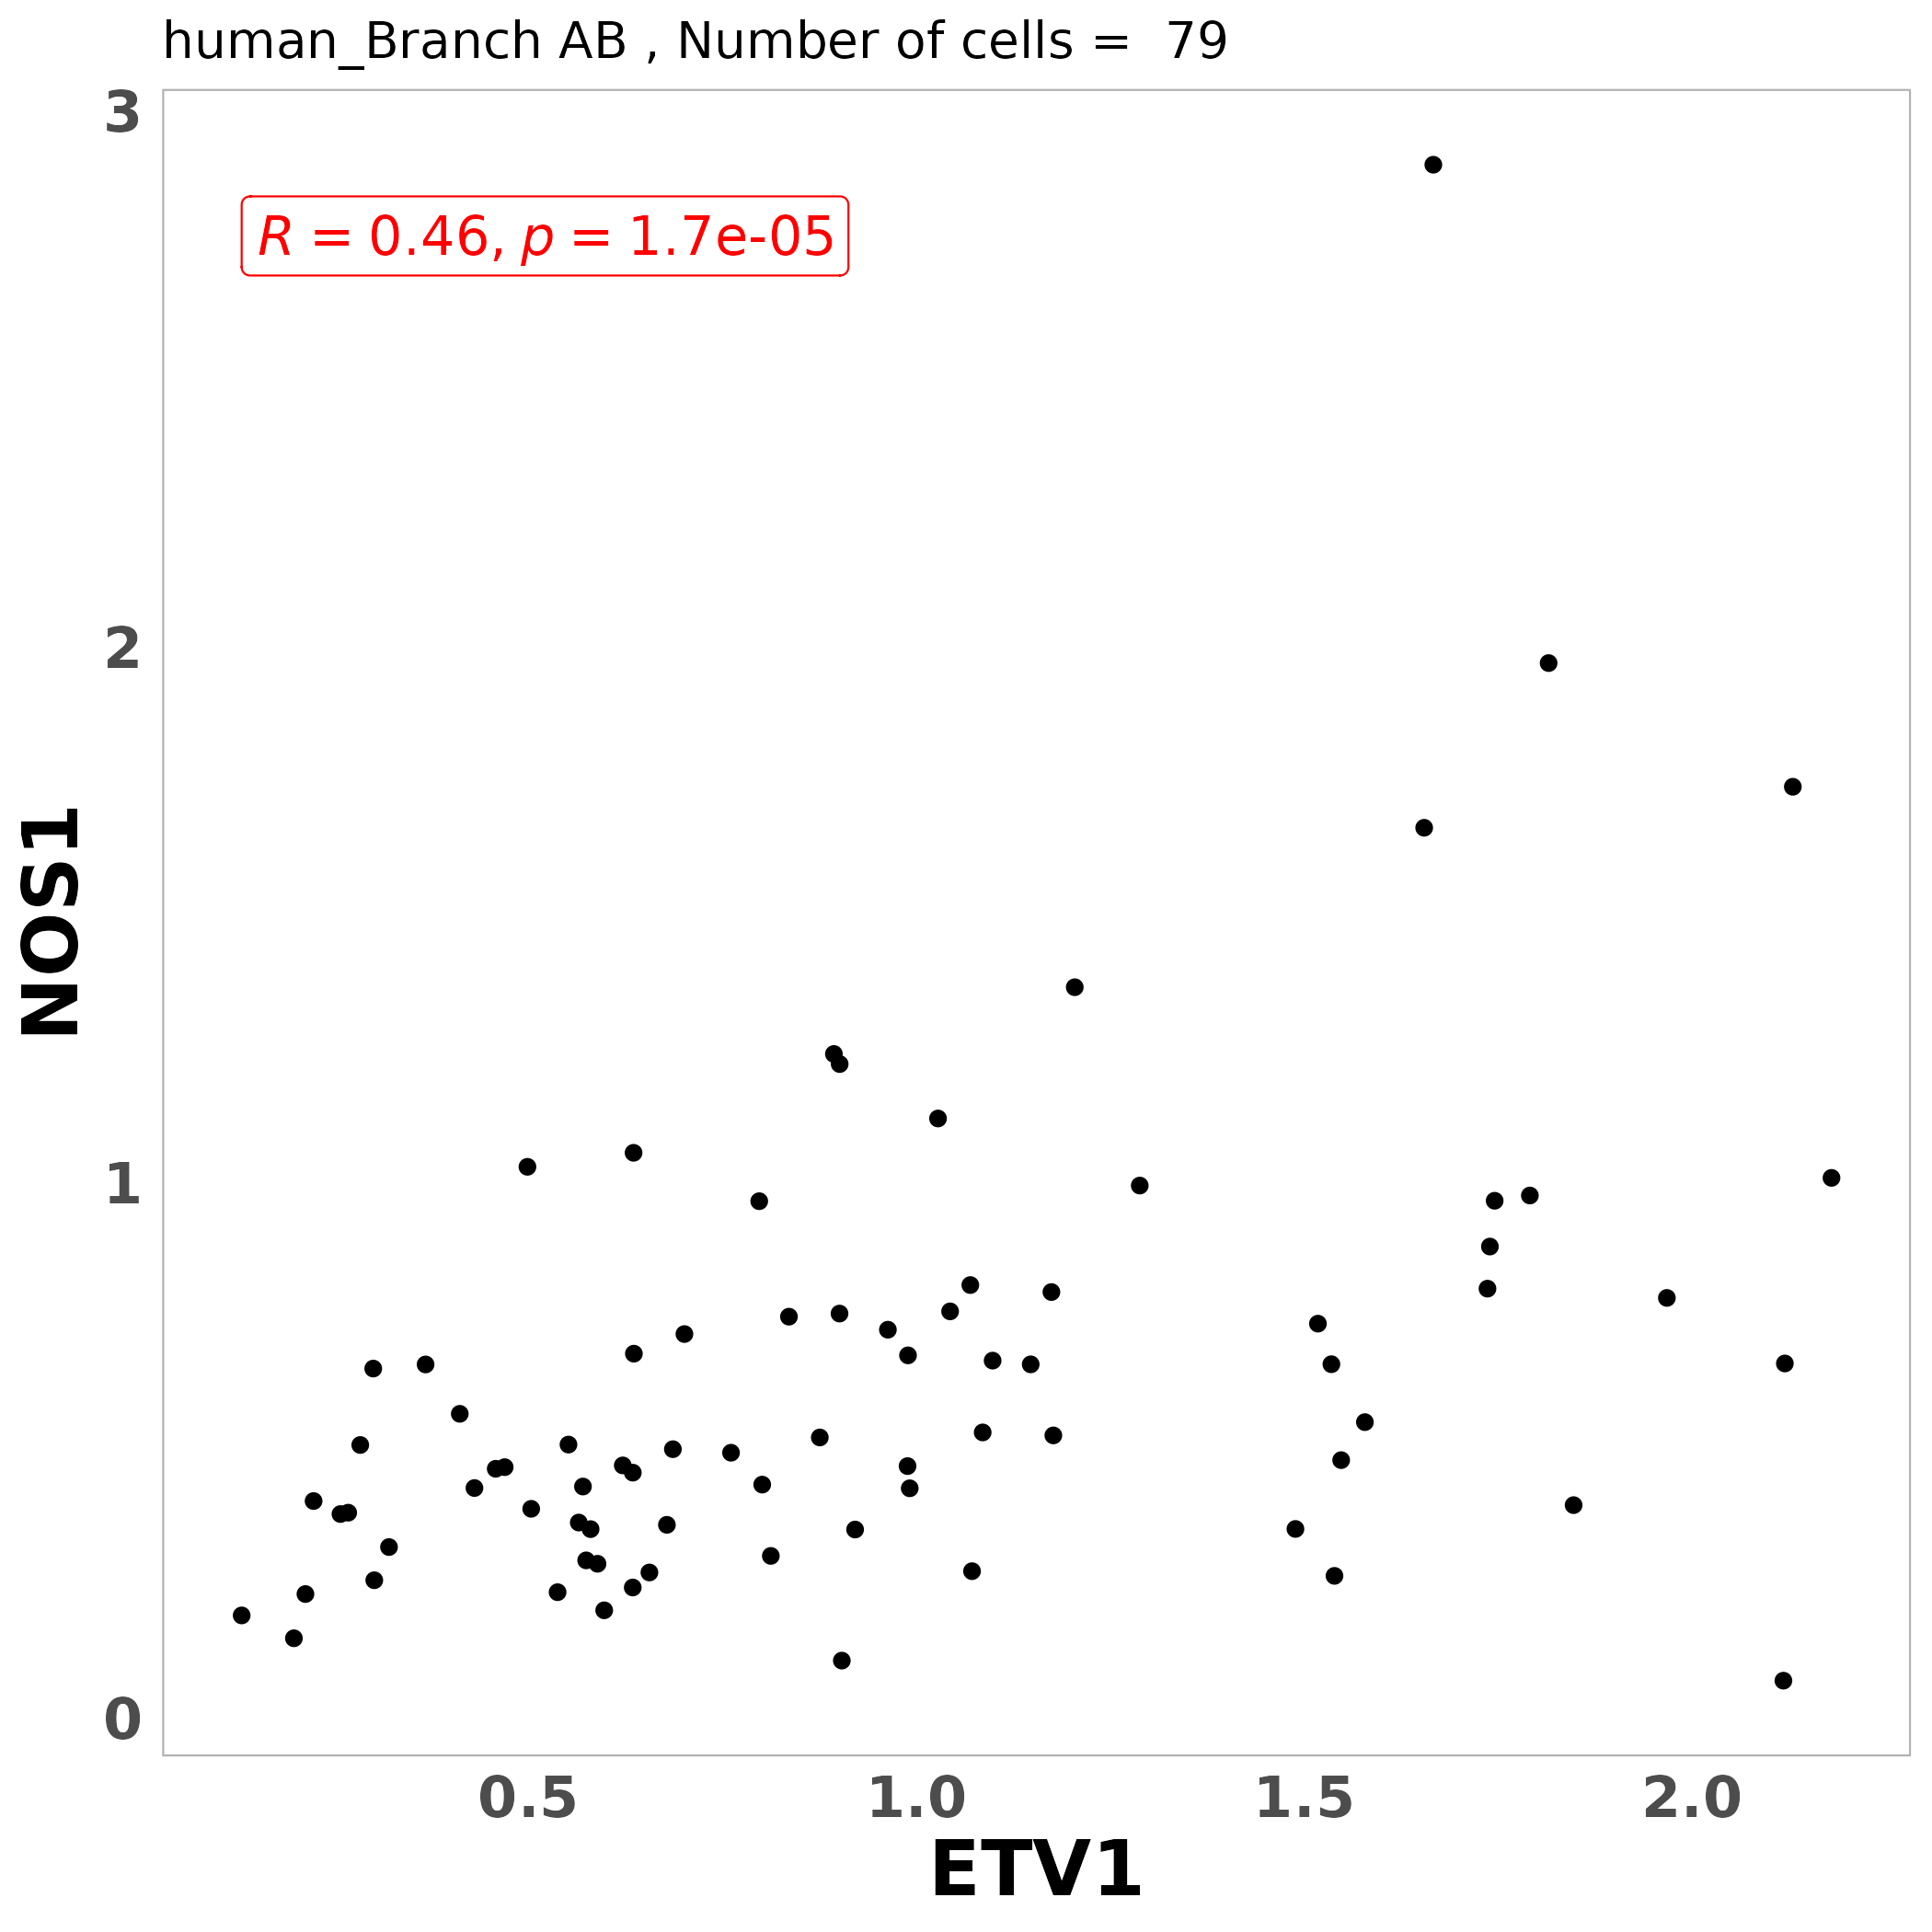 human_Branch AB , Number of cells =  79
3
R = 0.46, p = 1.7e-05
2
NOS1
1
0
0.5 1.0 1.5 2.0
ETV1